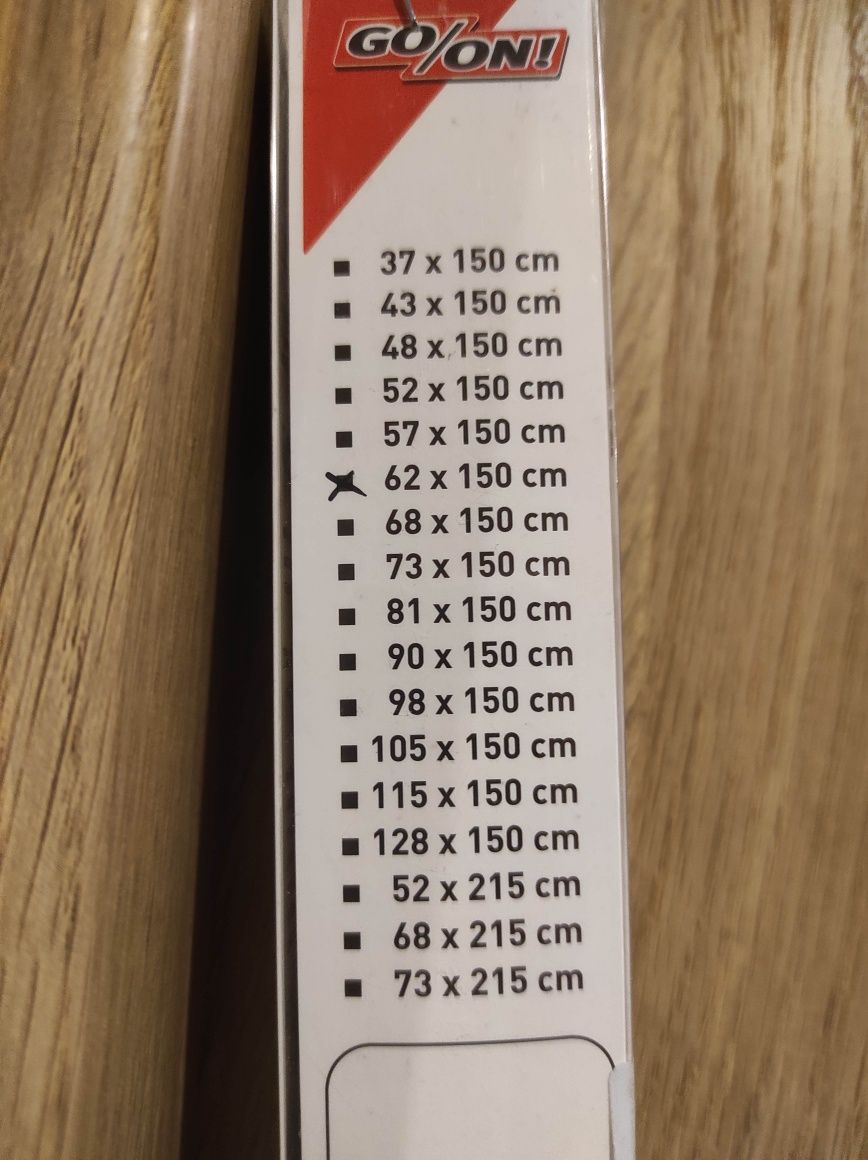 GO/ON!
37 x 150 cm
43 x 150 cm
48 x 150 cm
52 x 150 cm
57 x 150 cm
62 x 150 cm
68 x 150 cm
73 x 150 cm
81 x 150 cm
90 x 150 cm
98 x 150 cm
105 x 150 cm
115 x 150 cm
128 x 150 cm
52 x 215 cm
68 x 215 cm
73 x 215 cm